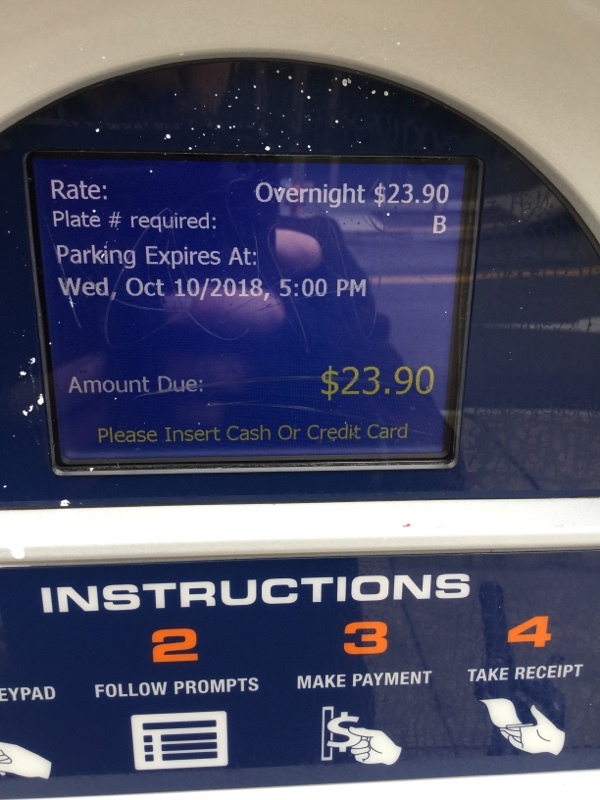 Rate: Overnight $23.90
Plate # required: B
Parking Expires At:
Wed, Oct 10/2018, 5:00 PM
Amount Due: $23.90
Please Insert Cash Or Credit Card
INSTRUCTIONS
2 3 4
EYPAD FOLLOW PROMPTS MAKE PAYMENT TAKE RECEIPT
$